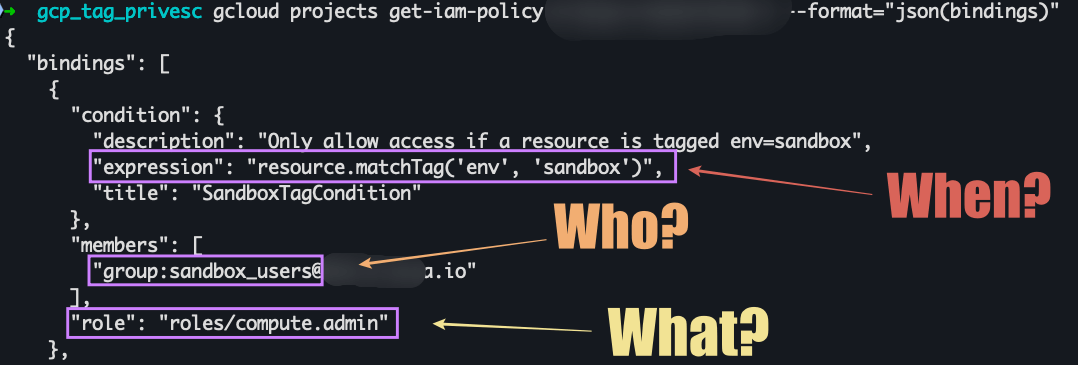 ➜ gcp_tag_privesc gcloud projects get-iam-policy --format="json(bindings)"
{
"bindings": [
{
"condition": {
"description": "Only allow access if a resource is tagged env=sandbox",
"expression": "resource.matchTag('env', 'sandbox')",
When?
"title": "SandboxTagCondition"
},
Who?
"members": [
"group:sandbox_users@ a.io"
],
"role": "roles/compute.admin"
What?
},